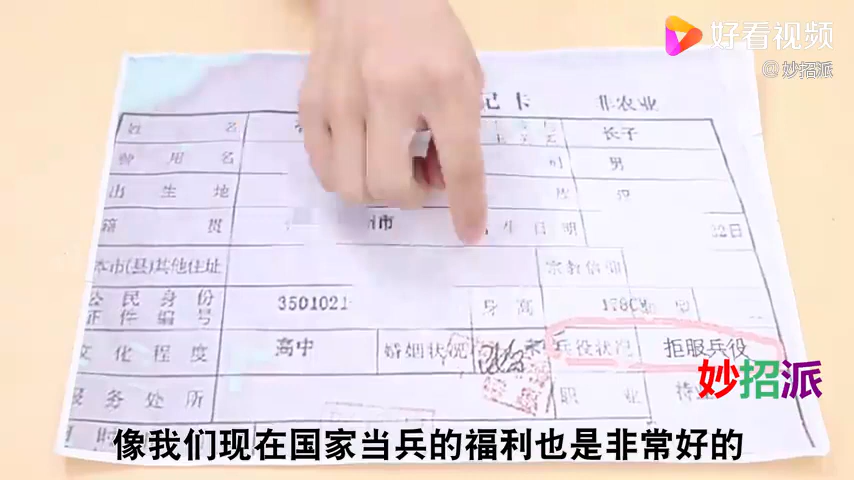 好看视频
@妙招派
记卡 非农业
姓名 长子
曾用名 男
出生地
籍贯 州市 生日期 22日
本市(县)其他住址 宗教信仰
公民身份证件编号 3501021 身高 178CM
文化程度 高中 婚姻状况 兵役状况 拒服兵役
服务处所 职业
妙招派
像我们现在国家当兵的福利也是非常好的